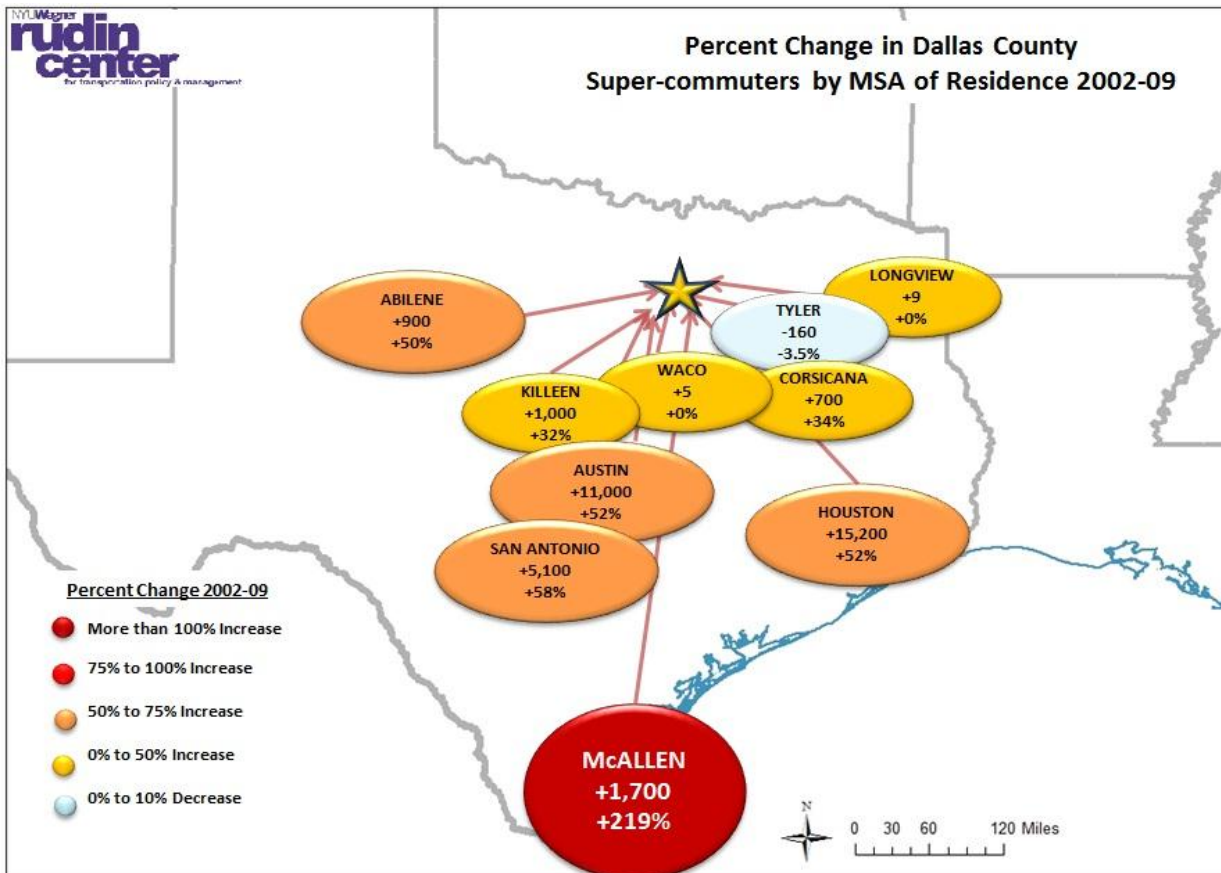 NYUWagner
rudin
center
for transportation policy & management
Percent Change in Dallas County
Super-commuters by MSA of Residence 2002-09
LONGVIEW
+9
+0%
ABILENE
+900
+50%
TYLER
-160
-3.5%
WACO
+5
+0%
CORSICANA
+700
+34%
KILLEEN
+1,000
+32%
AUSTIN
+11,000
+52%
HOUSTON
+15,200
+52%
SAN ANTONIO
+5,100
+58%
Percent Change 2002-09
More than 100% Increase
75% to 100% Increase
50% to 75% Increase
0% to 50% Increase
0% to 10% Decrease
McALLEN
+1,700
+219%
N
0 30 60 120 Miles